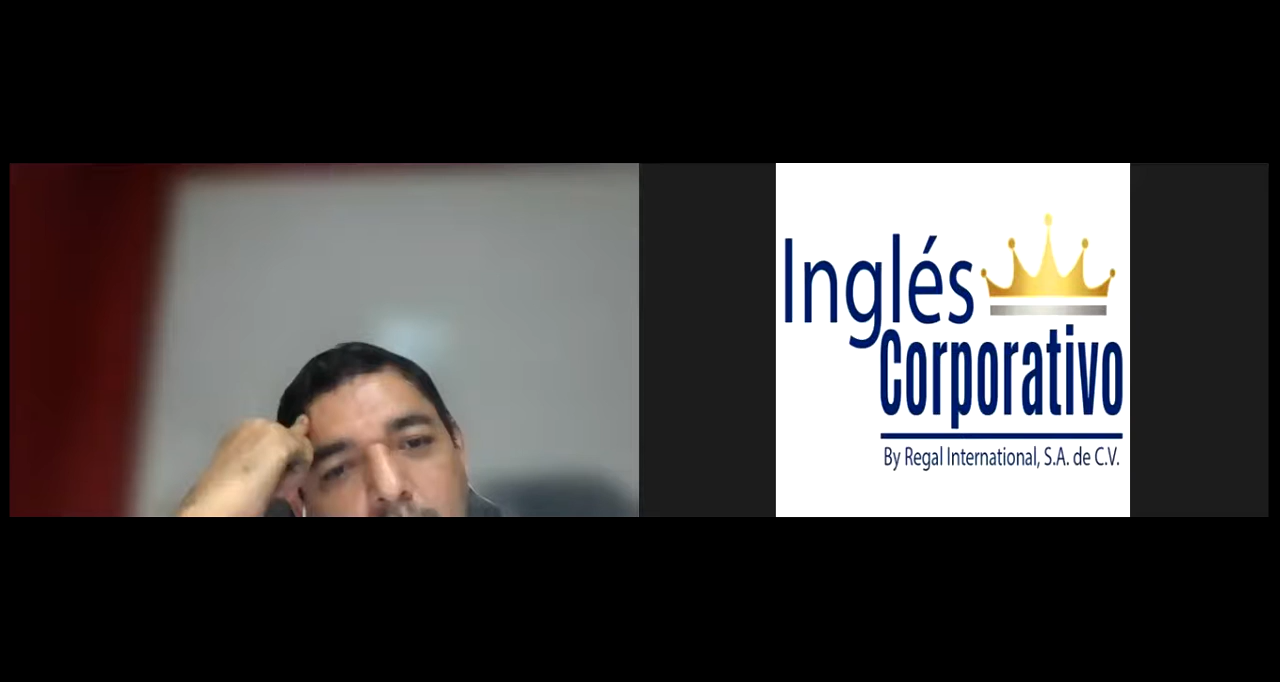 Inglés
Corporativo
By Regal International, S.A. de C.V.